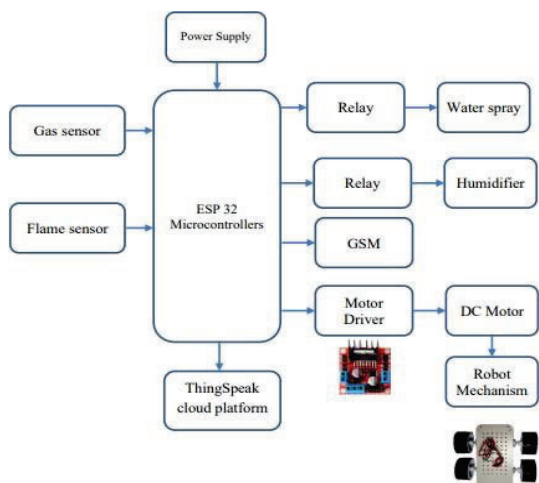 Power Supply
Gas sensor
Flame sensor
ESP 32
Microcontrollers
Relay
Water spray
Relay
Humidifier
GSM
Motor
Driver
DC Motor
ThingSpeak
cloud platform
Robot
Mechanism